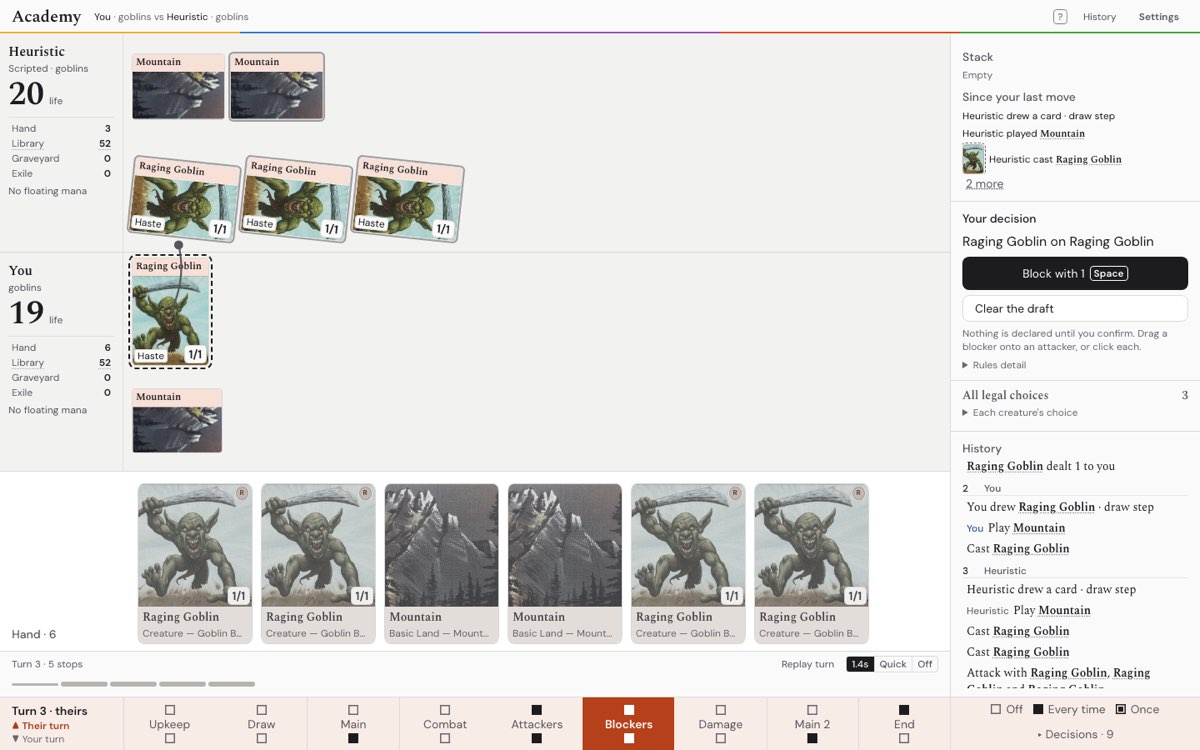 Academy You · goblins vs Heuristic · goblins ? History Settings
Heuristic
Scripted · goblins
20 life
Hand 3
Library 52
Graveyard 0
Exile 0
No floating mana
Mountain
Mountain
Raging Goblin
Haste
1/1
Raging Goblin
Haste
1/1
Raging Goblin
Haste
1/1
You
goblins
19 life
Hand 6
Library 52
Graveyard 0
Exile 0
No floating mana
Raging Goblin
Haste
1/1
Mountain
Hand · 6
R
1/1
Raging Goblin
Creature — Goblin B...
R
1/1
Raging Goblin
Creature — Goblin B...
Mountain
Basic Land — Mount...
Mountain
Basic Land — Mount...
R
1/1
Raging Goblin
Creature — Goblin B...
R
1/1
Raging Goblin
Creature — Goblin B...
Turn 3 · 5 stops
Replay turn 1.4s Quick Off
Turn 3 · theirs
Their turn
Your turn
Upkeep
Draw
Main
Combat
Attackers
Blockers
Damage
Main 2
End
Stack
Empty
Since your last move
Heuristic drew a card · draw step
Heuristic played Mountain
Heuristic cast Raging Goblin
2 more
Your decision
Raging Goblin on Raging Goblin
Block with 1 Space
Clear the draft
Nothing is declared until you confirm. Drag a
blocker onto an attacker, or click each.
Rules detail
All legal choices 3
Each creature's choice
History
Raging Goblin dealt 1 to you
2 You
You drew Raging Goblin · draw step
You Play Mountain
Cast Raging Goblin
3 Heuristic
Heuristic drew a card · draw step
Heuristic Play Mountain
Cast Raging Goblin
Cast Raging Goblin
Attack with Raging Goblin, Raging
Goblin and Raging Goblin
Off Every time Once
Decisions · 9